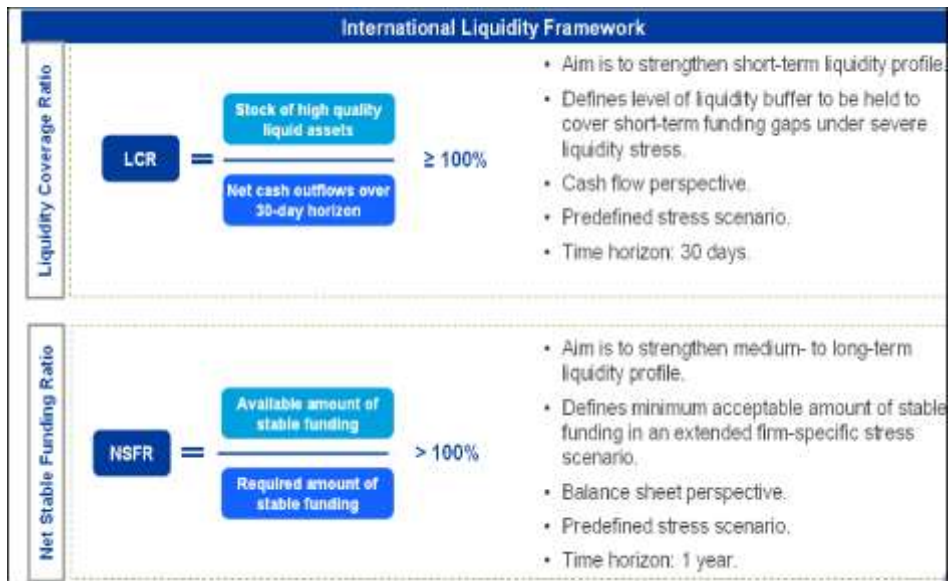 International Liquidity Framework
Liquidity Coverage Ratio
LCR
=
Stock of high quality
liquid assets
Net cash outflows over
30-day horizon
≥ 100%
• Aim is to strengthen short-term liquidity profile.
• Defines level of liquidity buffer to be held to
cover short-term funding gaps under severe
liquidity stress.
• Cash flow perspective.
• Predefined stress scenario.
• Time horizon: 30 days.
Net Stable Funding Ratio
NSFR
=
Available amount of
stable funding
Required amount of
stable funding
> 100%
• Aim is to strengthen medium- to long-term
liquidity profile.
• Defines minimum acceptable amount of stable
funding in an extended firm-specific stress
scenario.
• Balance sheet perspective.
• Predefined stress scenario.
• Time horizon: 1 year.